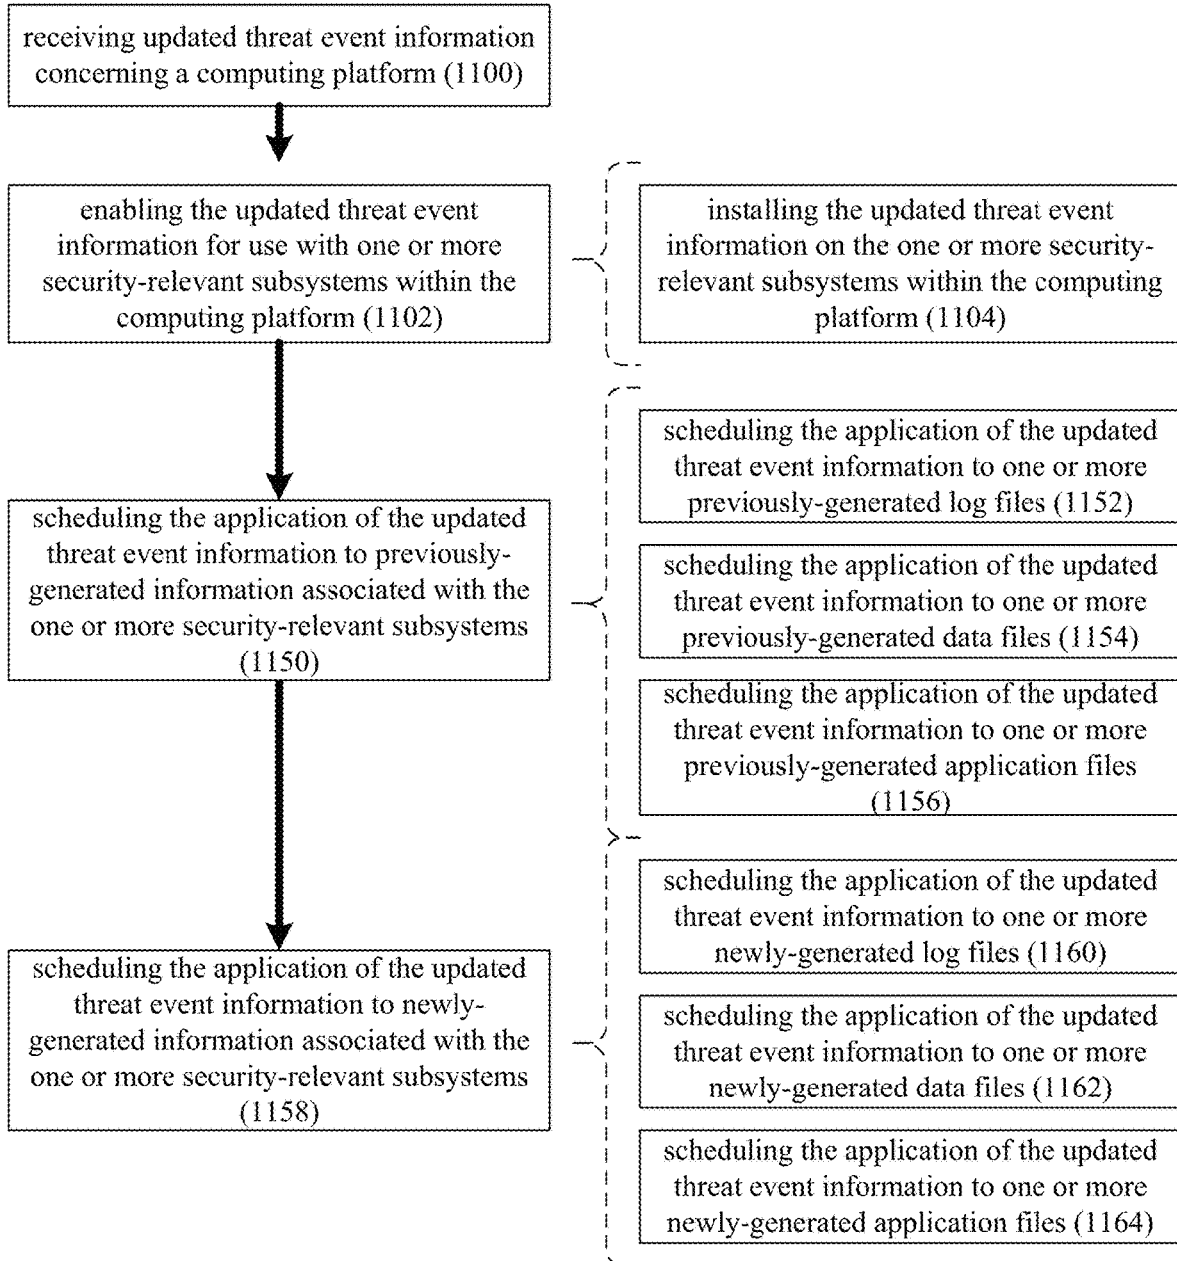 receiving updated threat event information
concerning a computing platform (1100)
enabling the updated threat event
information for use with one or more
security-relevant subsystems within the
computing platform (1102)
installing the updated threat event
information on the one or more security-
relevant subsystems within the computing
platform (1104)
scheduling the application of the updated
threat event information to previously-
generated information associated with the
one or more security-relevant subsystems
(1150)
scheduling the application of the updated
threat event information to one or more
previously-generated log files (1152)
scheduling the application of the updated
threat event information to one or more
previously-generated data files (1154)
scheduling the application of the updated
threat event information to one or more
previously-generated application files
(1156)
scheduling the application of the updated
threat event information to newly-
generated information associated with the
one or more security-relevant subsystems
(1158)
scheduling the application of the updated
threat event information to one or more
newly-generated log files (1160)
scheduling the application of the updated
threat event information to one or more
newly-generated data files (1162)
scheduling the application of the updated
threat event information to one or more
newly-generated application files (1164)